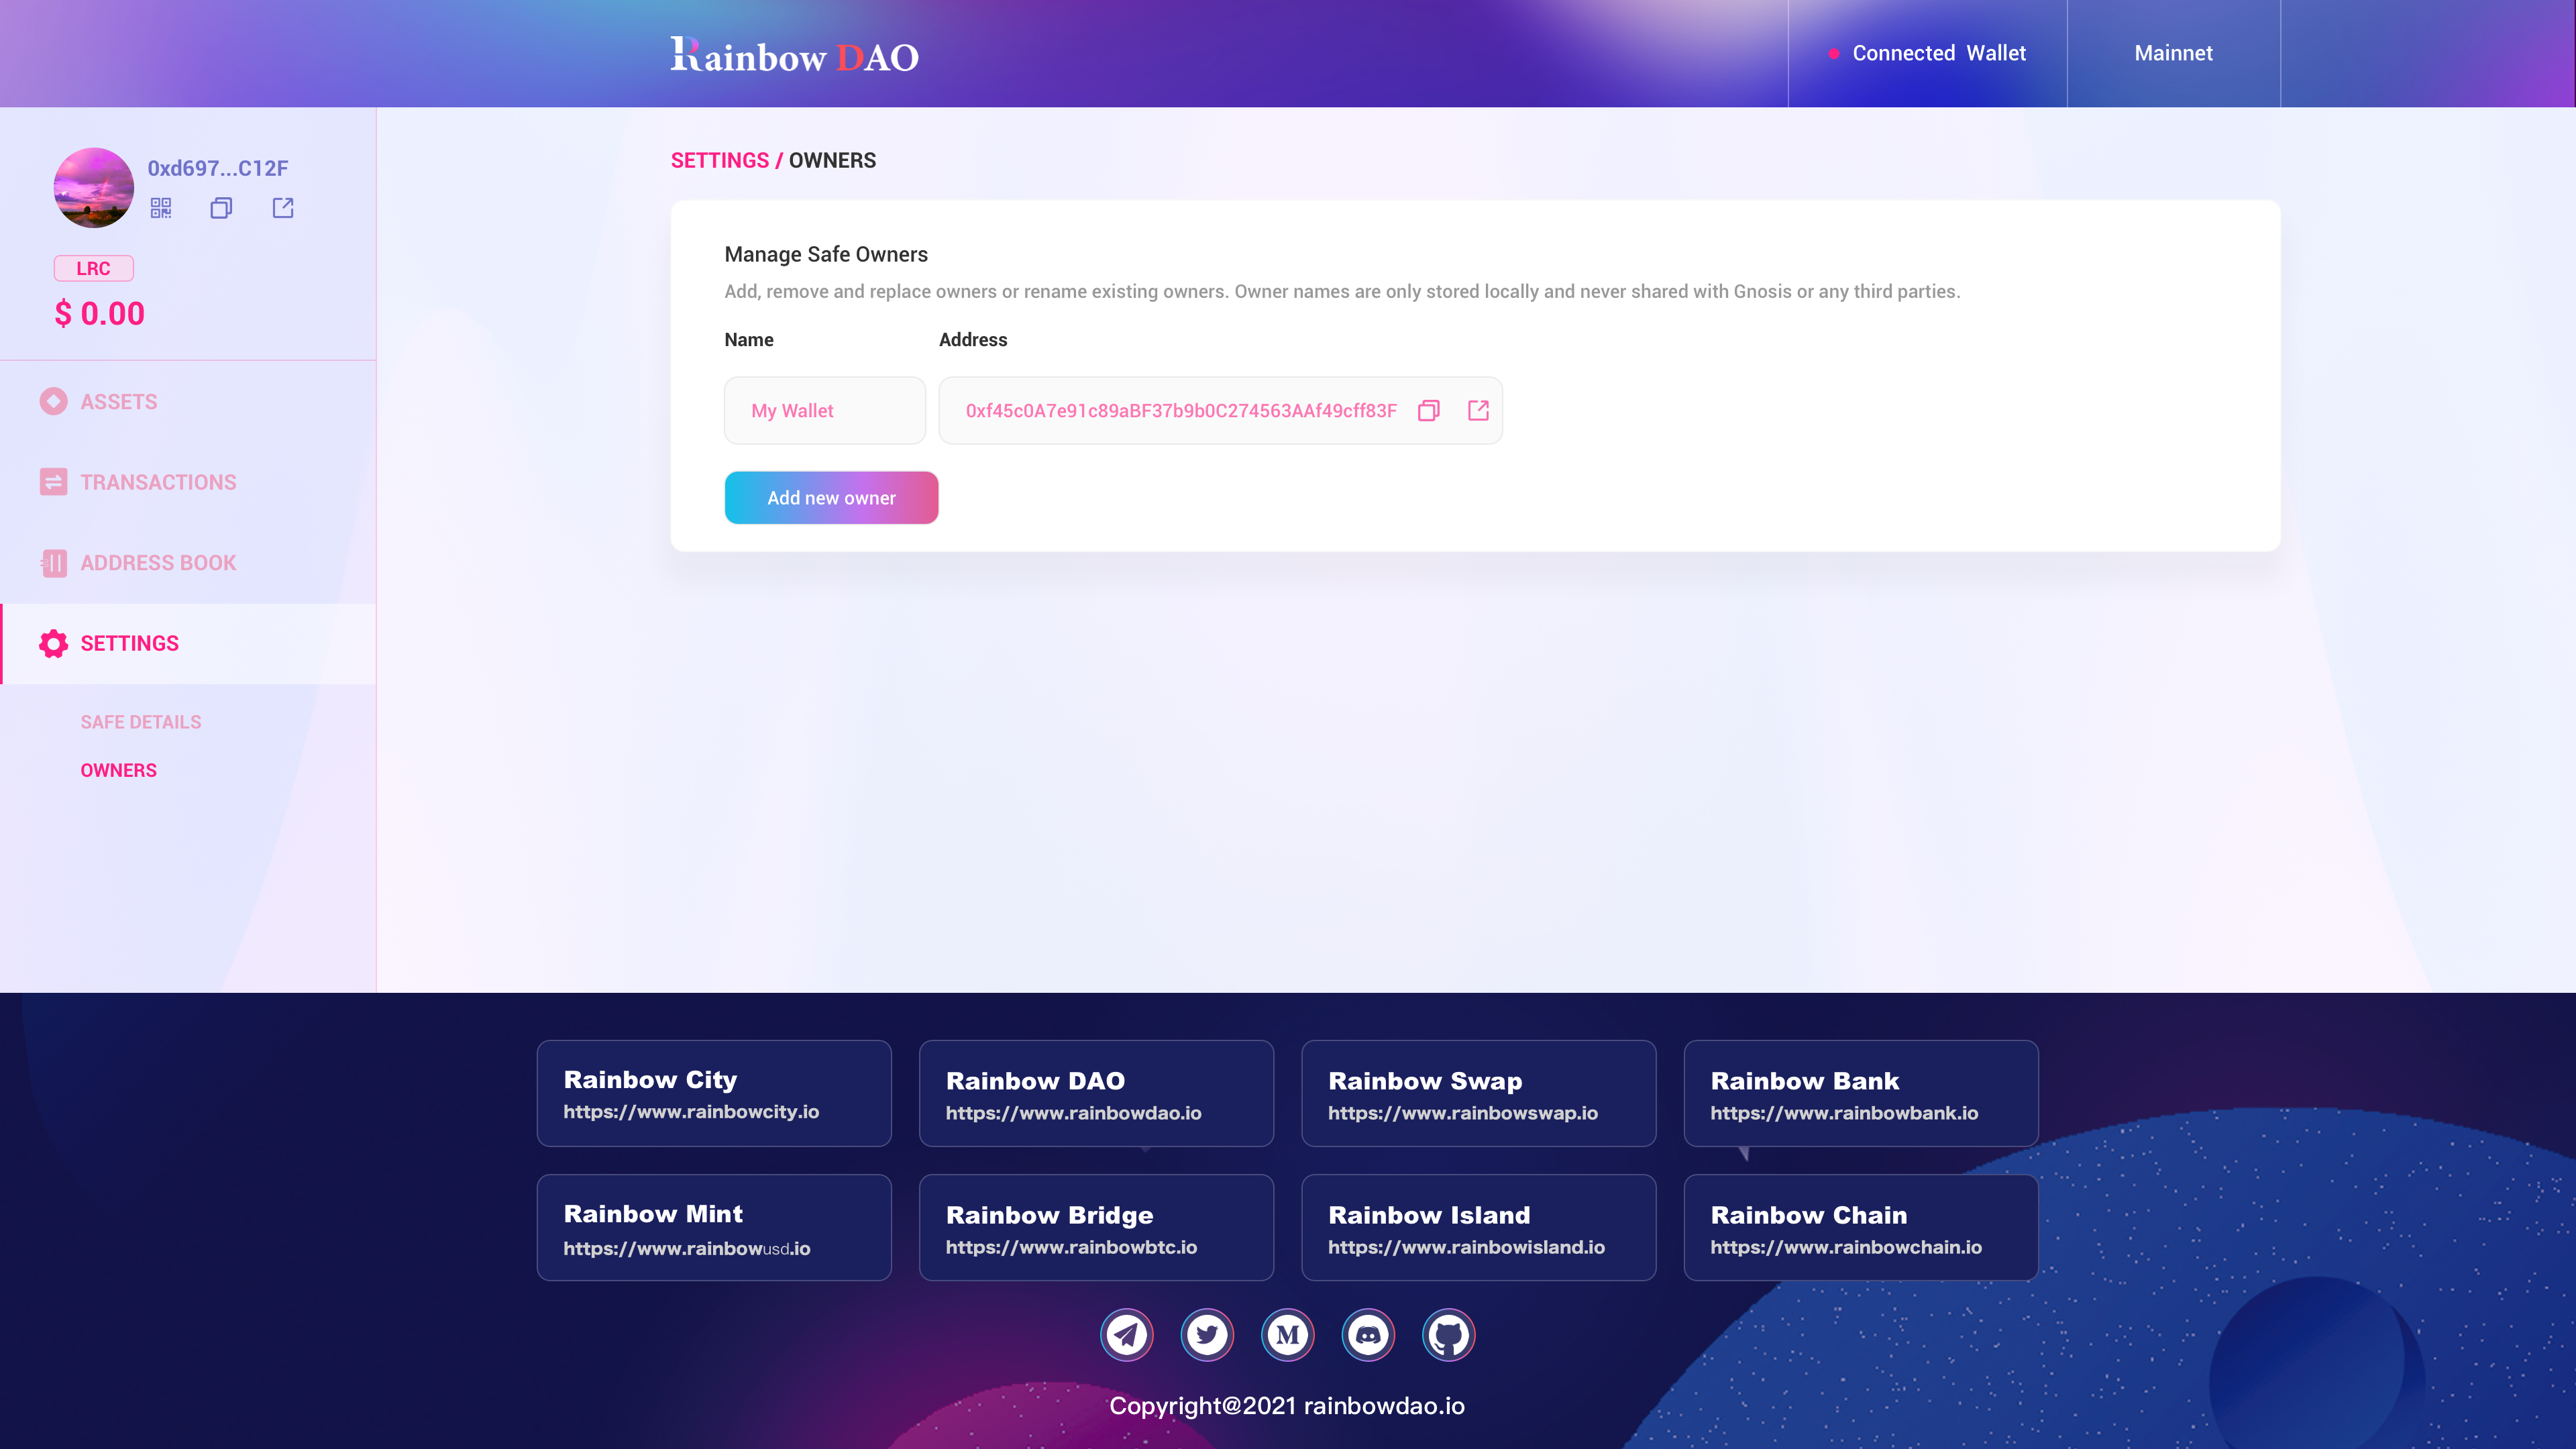 Rainbow DAO
Connected Wallet
Mainnet
0xd697...C12F
LRC
$ 0.00
ASSETS
TRANSACTIONS
ADDRESS BOOK
SETTINGS
SAFE DETAILS
OWNERS
SETTINGS / OWNERS
Manage Safe Owners
Add, remove and replace owners or rename existing owners. Owner names are only stored locally and never shared with Gnosis or any third parties.
Name Address
My Wallet 0xf45c0A7e91c89aBF37b9b0C274563AAf49cff83F
Add new owner
Rainbow City
https://www.rainbowcity.io
Rainbow DAO
https://www.rainbowdao.io
Rainbow Swap
https://www.rainbowswap.io
Rainbow Bank
https://www.rainbowbank.io
Rainbow Mint
https://www.rainbowusd.io
Rainbow Bridge
https://www.rainbowbtc.io
Rainbow Island
https://www.rainbowisland.io
Rainbow Chain
https://www.rainbowchain.io
Copyright@2021 rainbowdao.io